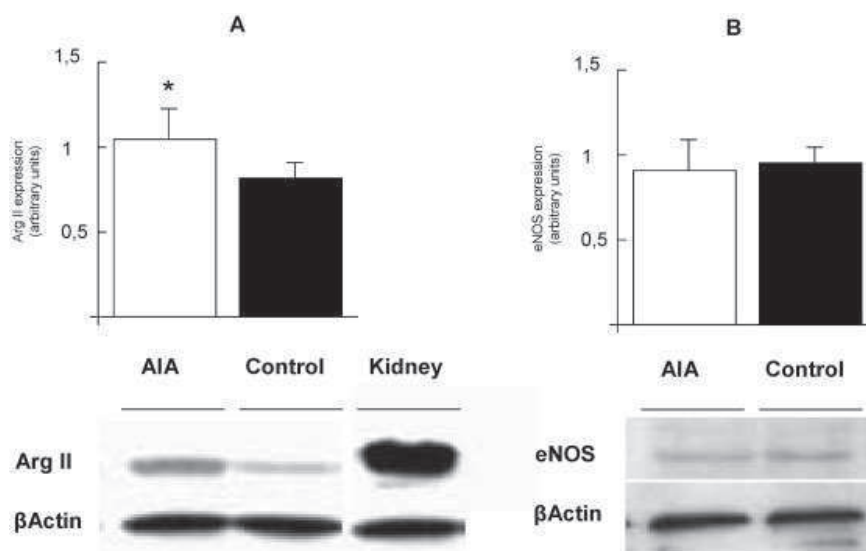 A
1,5
*
1
0,5
Arg II expression
(arbitrary units)
AIA Control Kidney
Arg II
βActin
B
1,5
1
0,5
eNOS expression
(arbitrary units)
AIA Control
eNOS
βActin